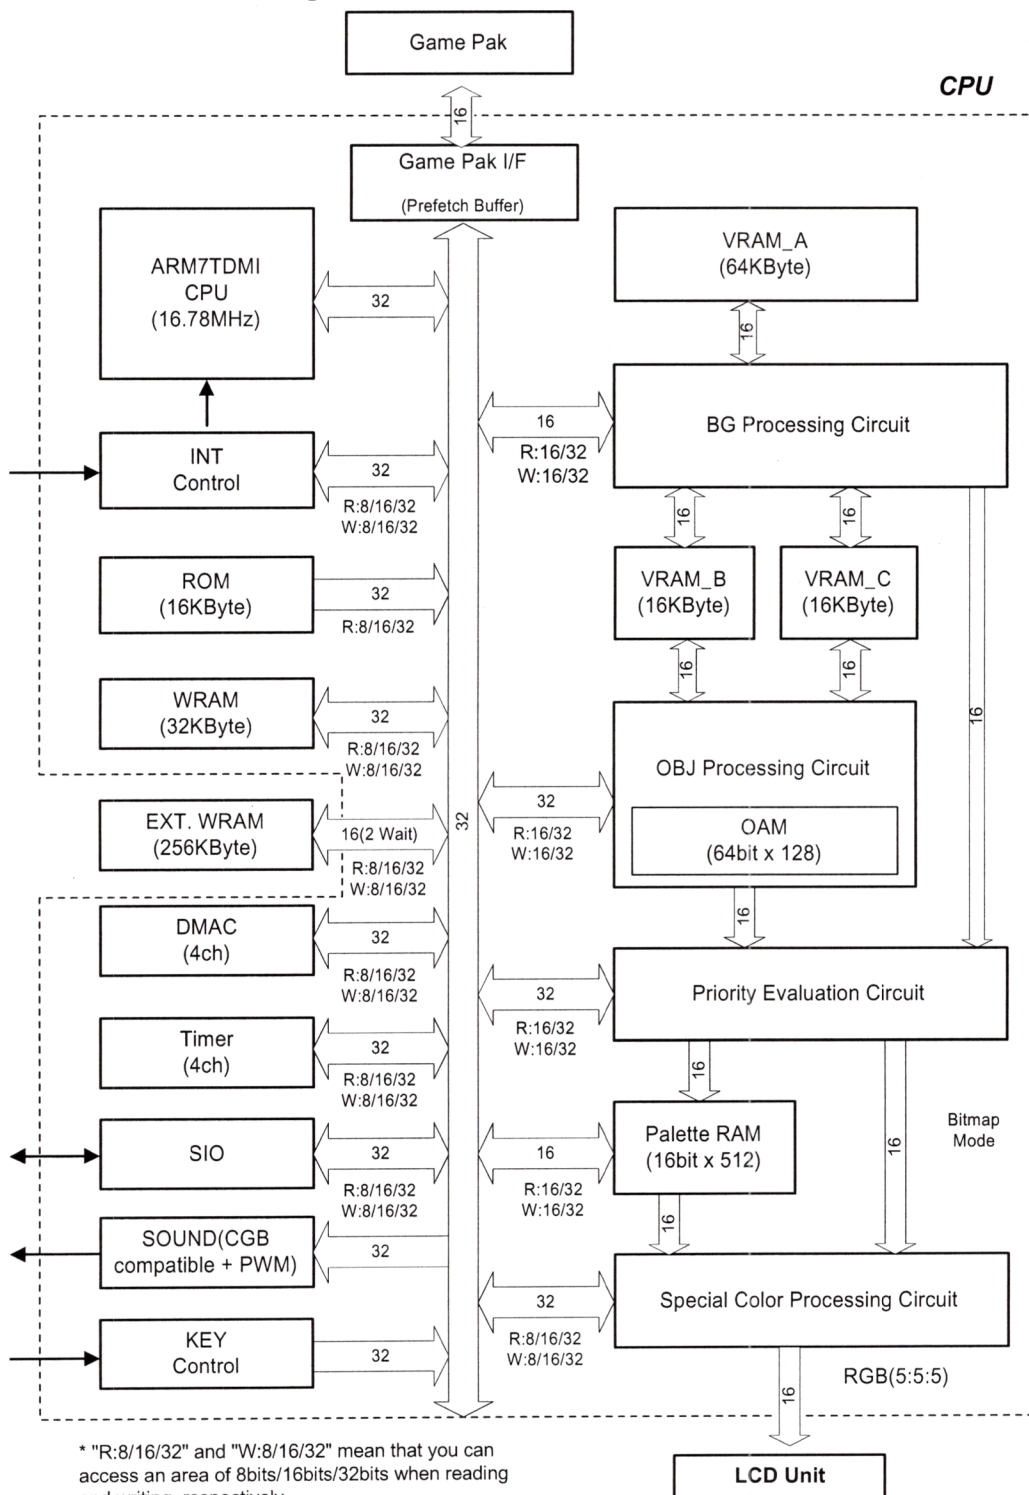 Game Pak
CPU
16
Game Pak I/F
(Prefetch Buffer)
ARM7TDMI
CPU
(16.78MHz)
32
VRAM_A
(64KByte)
16
BG Processing Circuit
16
R:16/32
W:16/32
INT
Control
32
R:8/16/32
W:8/16/32
16
16
ROM
(16KByte)
32
R:8/16/32
VRAM_B
(16KByte)
VRAM_C
(16KByte)
16
16
WRAM
(32KByte)
32
R:8/16/32
W:8/16/32
16
OBJ Processing Circuit
OAM
(64bit x 128)
32
R:16/32
W:16/32
32
EXT. WRAM
(256KByte)
16(2 Wait)
R:8/16/32
W:8/16/32
16
DMAC
(4ch)
32
R:8/16/32
W:8/16/32
Priority Evaluation Circuit
32
R:16/32
W:16/32
Timer
(4ch)
32
R:8/16/32
W:8/16/32
16
16
Bitmap
Mode
Palette RAM
(16bit x 512)
16
R:16/32
W:16/32
SIO
32
R:8/16/32
W:8/16/32
16
SOUND(CGB
compatible + PWM)
32
Special Color Processing Circuit
32
R:8/16/32
W:8/16/32
KEY
Control
32
RGB(5:5:5)
16
LCD Unit
* "R:8/16/32" and "W:8/16/32" mean that you can
access an area of 8bits/16bits/32bits when reading
and writing, respectively